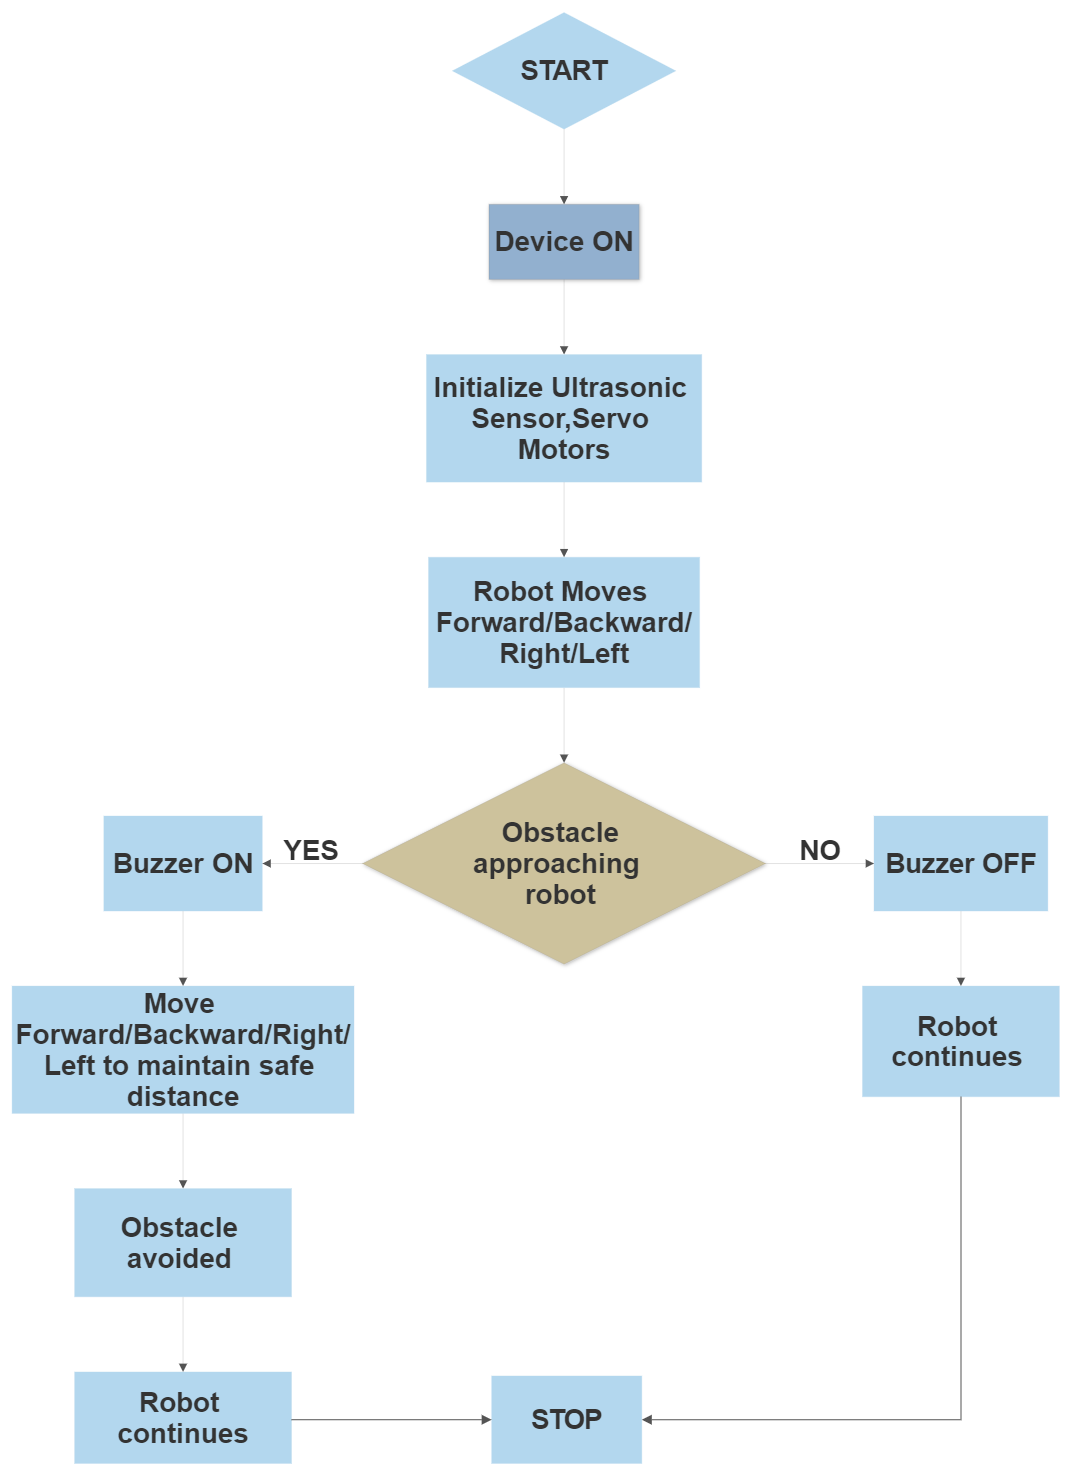 START
Device ON
Initialize Ultrasonic
Sensor,Servo
Motors
Robot Moves
Forward/Backward/
Right/Left
Obstacle
approaching
robot
YES
NO
Buzzer ON
Buzzer OFF
Move
Forward/Backward/Right/
Left to maintain safe
distance
Robot
continues
Obstacle
avoided
Robot
continues
STOP